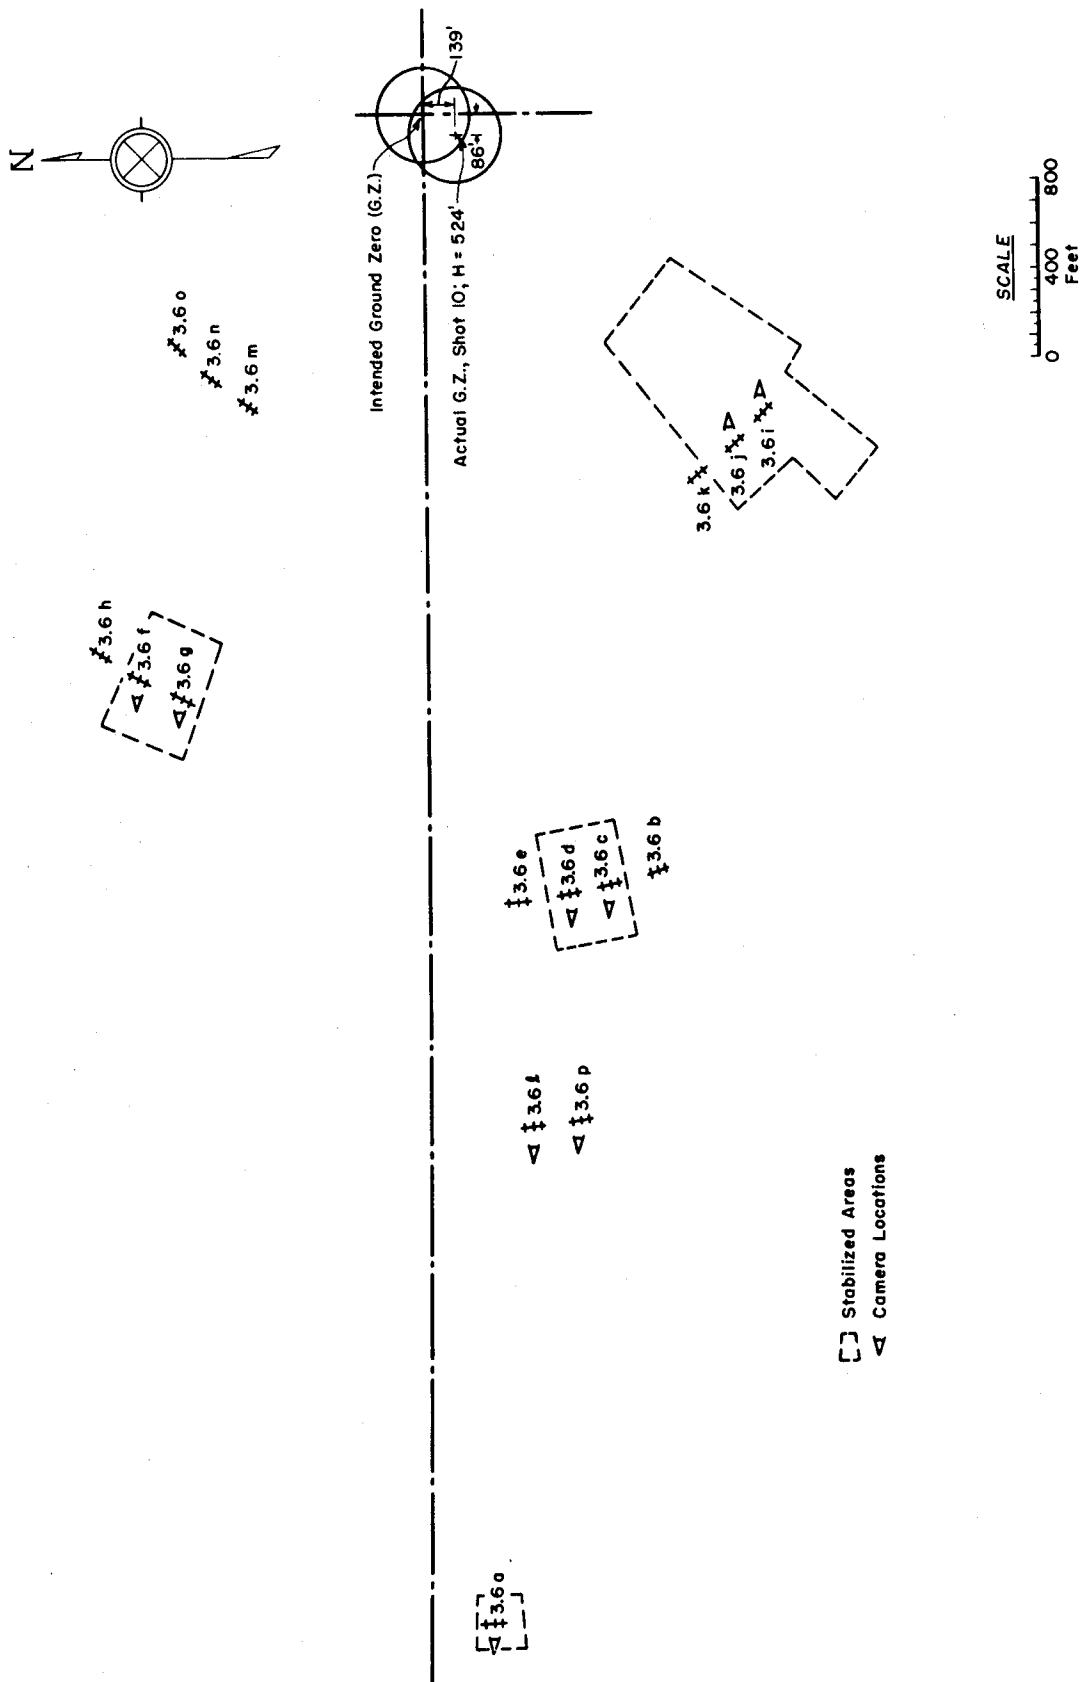 N
139'
86'
Intended Ground Zero (G.Z.)
Actual G.Z., Shot 10; H = 524'
3.6 o
3.6 n
3.6 m
3.6 h
3.6 f
3.6 g
3.6 k
3.6 j
3.6 i
3.6 e
3.6 d
3.6 c
3.6 b
3.6 l
3.6 p
3.6 a
SCALE
0 400 800
Feet
Stabilized Areas
Camera Locations